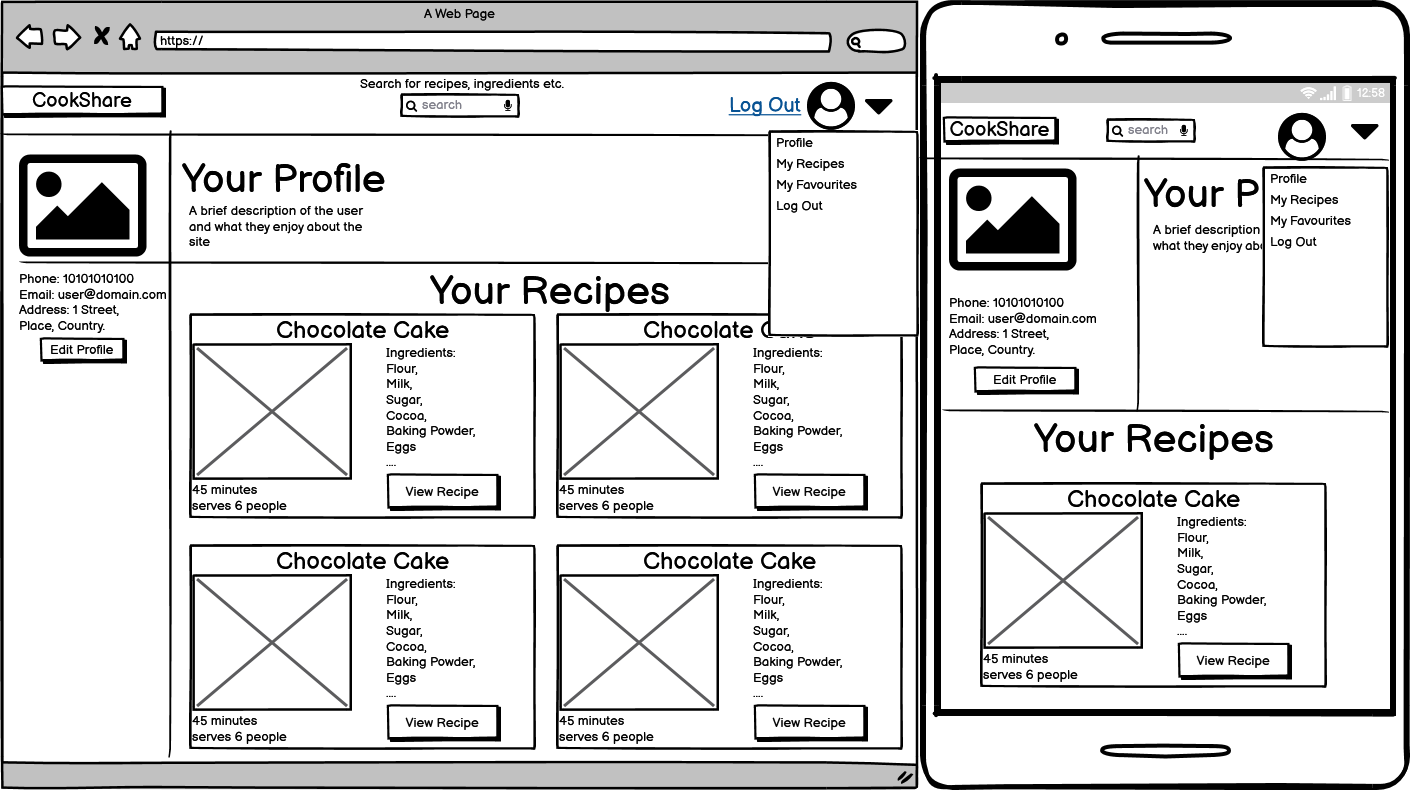 A Web Page
https://
Search for recipes, ingredients etc.
CookShare
search
Log Out
Profile
My Recipes
My Favourites
Log Out
Your Profile
A brief description of the user
and what they enjoy about the
site
Phone: 10101010100
Email: user@domain.com
Address: 1 Street,
Place, Country.
Edit Profile
Your Recipes
Chocolate Cake
Ingredients:
Flour,
Milk,
Sugar,
Cocoa,
Baking Powder,
Eggs
....
45 minutes
serves 6 people
View Recipe
Chocolate
Ingredients:
Flour,
Milk,
Sugar,
Cocoa,
Baking Powder,
Eggs
....
45 minutes
serves 6 people
View Recipe
Chocolate Cake
Ingredients:
Flour,
Milk,
Sugar,
Cocoa,
Baking Powder,
Eggs
....
45 minutes
serves 6 people
View Recipe
Chocolate Cake
Ingredients:
Flour,
Milk,
Sugar,
Cocoa,
Baking Powder,
Eggs
....
45 minutes
serves 6 people
View Recipe
12:58
CookShare
search
Profile
My Recipes
My Favourites
Log Out
Your P
A brief description
what they enjoy
Phone: 10101010100
Email: user@domain.com
Address: 1 Street,
Place, Country.
Edit Profile
Your Recipes
Chocolate Cake
Ingredients:
Flour,
Milk,
Sugar,
Cocoa,
Baking Powder,
Eggs
....
45 minutes
serves 6 people
View Recipe